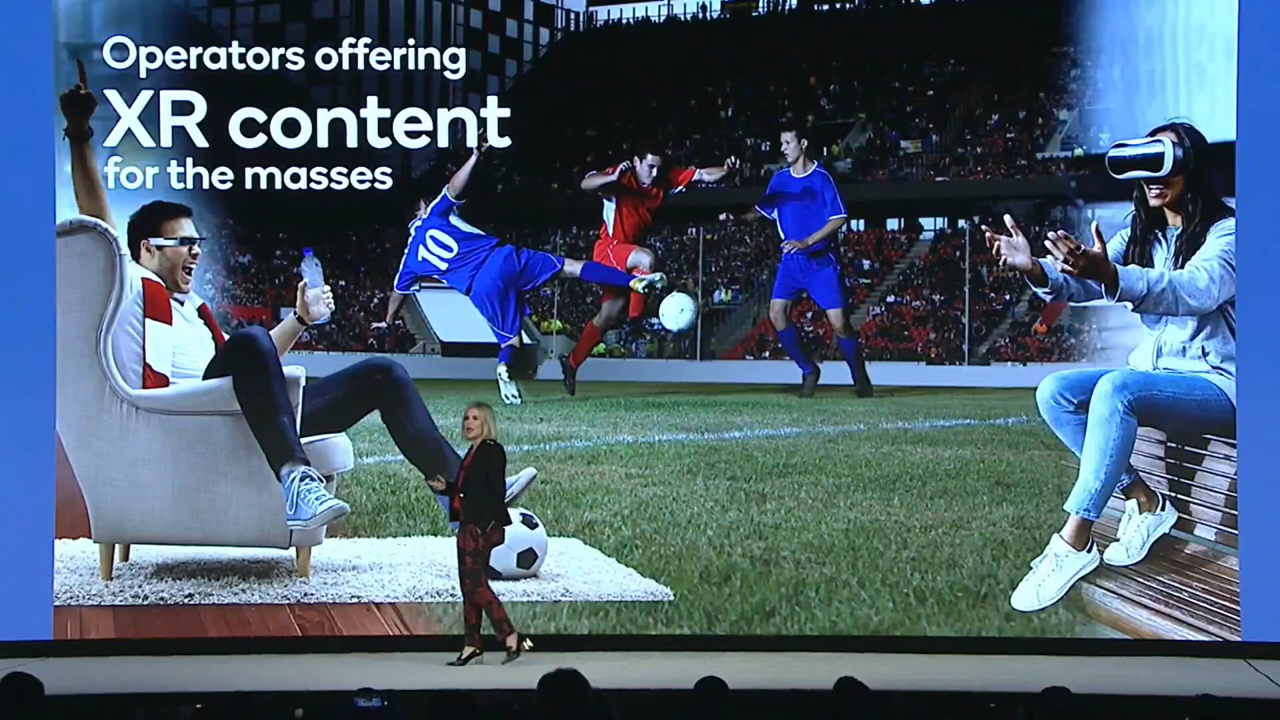 Operators offering
XR content
for the masses
10